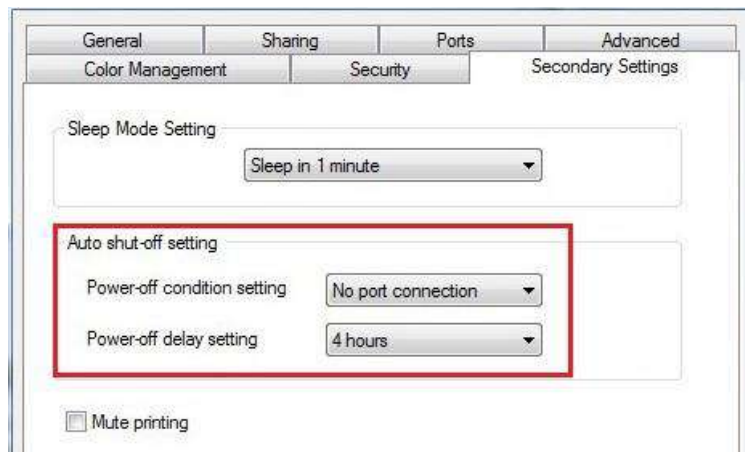 General Sharing Ports Advanced
Color Management Security Secondary Settings
Sleep Mode Setting
Sleep in 1 minute
Auto shut-off setting
Power-off condition setting No port connection
Power-off delay setting 4 hours
Mute printing